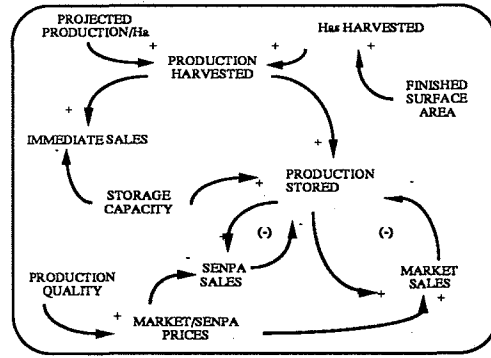 PROJECTED
PRODUCTION/Ha
Has HARVESTED
+
+
+
PRODUCTION
HARVESTED
FINISHED
SURFACE
AREA
+
+
IMMEDIATE SALES
-
PRODUCTION
STORED
+
-
STORAGE
CAPACITY
+
-
(-)
(-)
-
SENPA
SALES
MARKET
SALES
PRODUCTION
QUALITY
+
+
+
MARKET/SENPA
PRICES